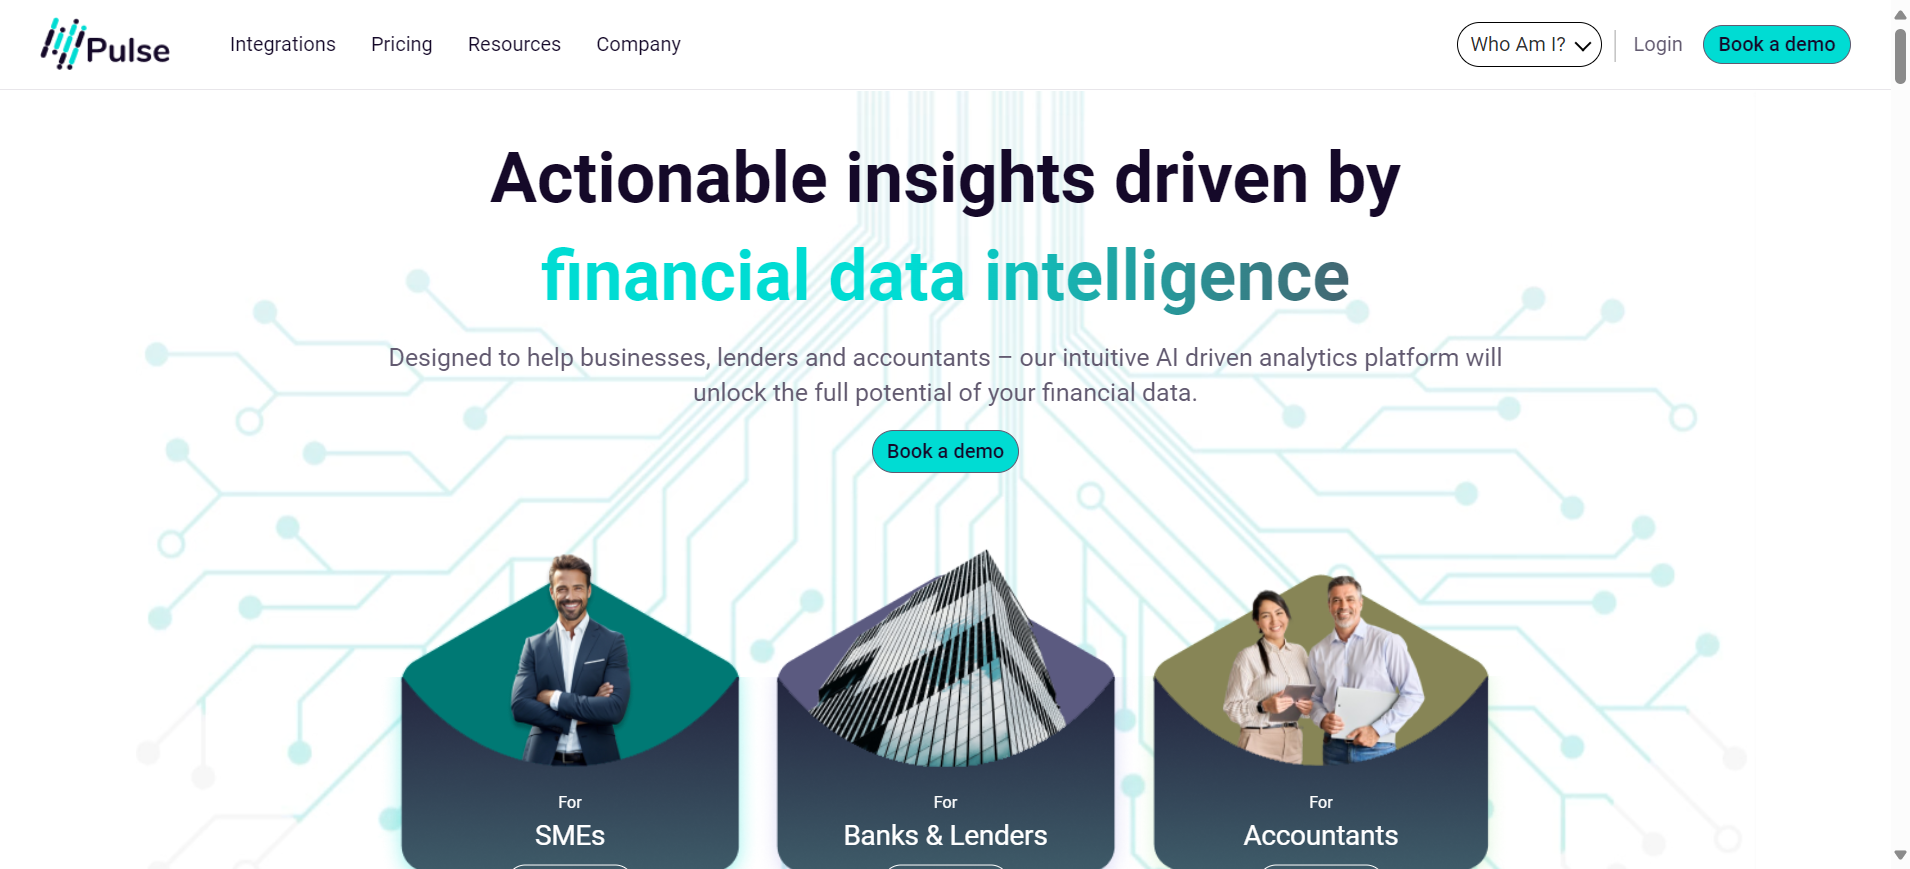 Pulse
Integrations
Pricing
Resources
Company
Who Am I?
Login
Book a demo
Actionable insights driven by
financial data intelligence
Designed to help businesses, lenders and accountants – our intuitive AI driven analytics platform will
unlock the full potential of your financial data.
Book a demo
For
SMEs
For
Banks & Lenders
For
Accountants